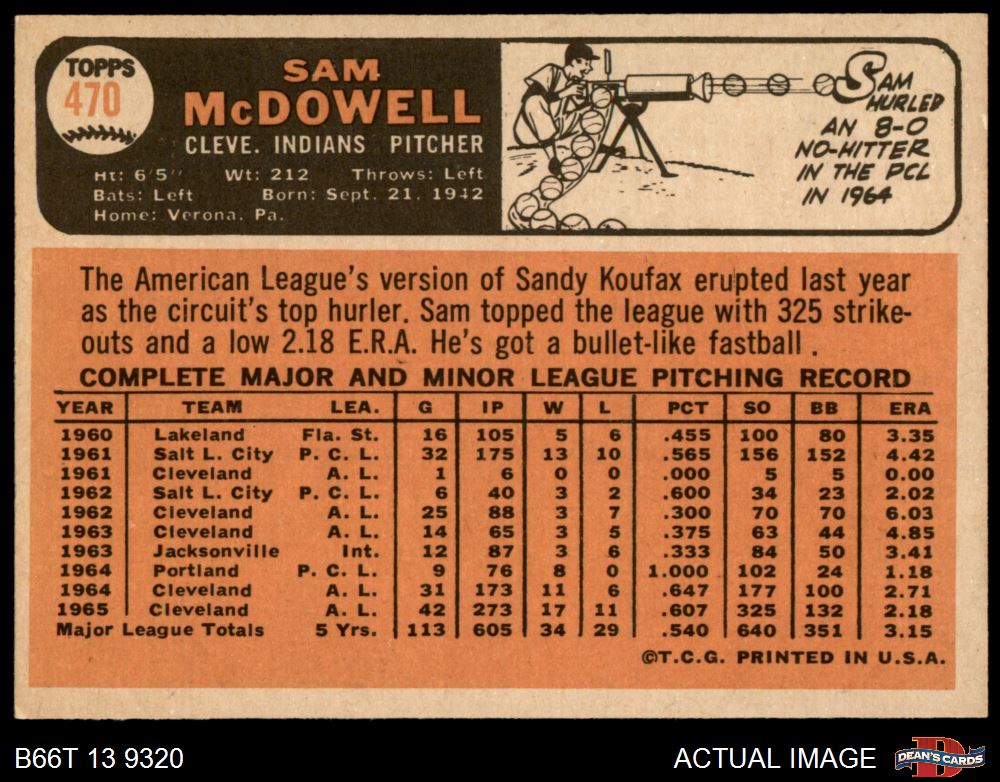 TOPPS
470
SAM
McDOWELL
CLEVE. INDIANS PITCHER
Ht: 6'5" Wt: 212 Throws: Left
Bats: Left Born: Sept. 21, 1942
Home: Verona, Pa.
SAM
HURLED
AN 8-0
NO-HITTER
IN THE PCL
IN 1964
The American League's version of Sandy Koufax erupted last year
as the circuit's top hurler. Sam topped the league with 325 strike-
outs and a low 2.18 E.R.A. He's got a bullet-like fastball.
COMPLETE MAJOR AND MINOR LEAGUE PITCHING RECORD
YEAR TEAM LEA. G IP W L PCT SO BB ERA
1960 Lakeland Fla. St. 16 105 5 6 .455 100 80 3.35
1961 Salt L. City P. C. L. 32 175 13 10 .565 156 152 4.42
1961 Cleveland A. L. 1 6 0 0 .000 5 5 0.00
1962 Salt L. City P. C. L. 6 40 3 2 .600 34 23 2.02
1962 Cleveland A. L. 25 88 3 7 .300 70 70 6.03
1963 Cleveland A. L. 14 65 3 5 .375 63 44 4.85
1963 Jacksonville Int. 12 87 3 6 .333 84 50 3.41
1964 Portland P. C. L. 9 76 8 0 1.000 102 24 1.18
1964 Cleveland A. L. 31 173 11 6 .647 177 100 2.71
1965 Cleveland A. L. 42 273 17 11 .607 325 132 2.18
Major League Totals 5 Yrs. 113 605 34 29 .540 640 351 3.15
©T.C.G. PRINTED IN U.S.A.
B66T 13 9320
ACTUAL IMAGE
D
DEAN'S CARDS